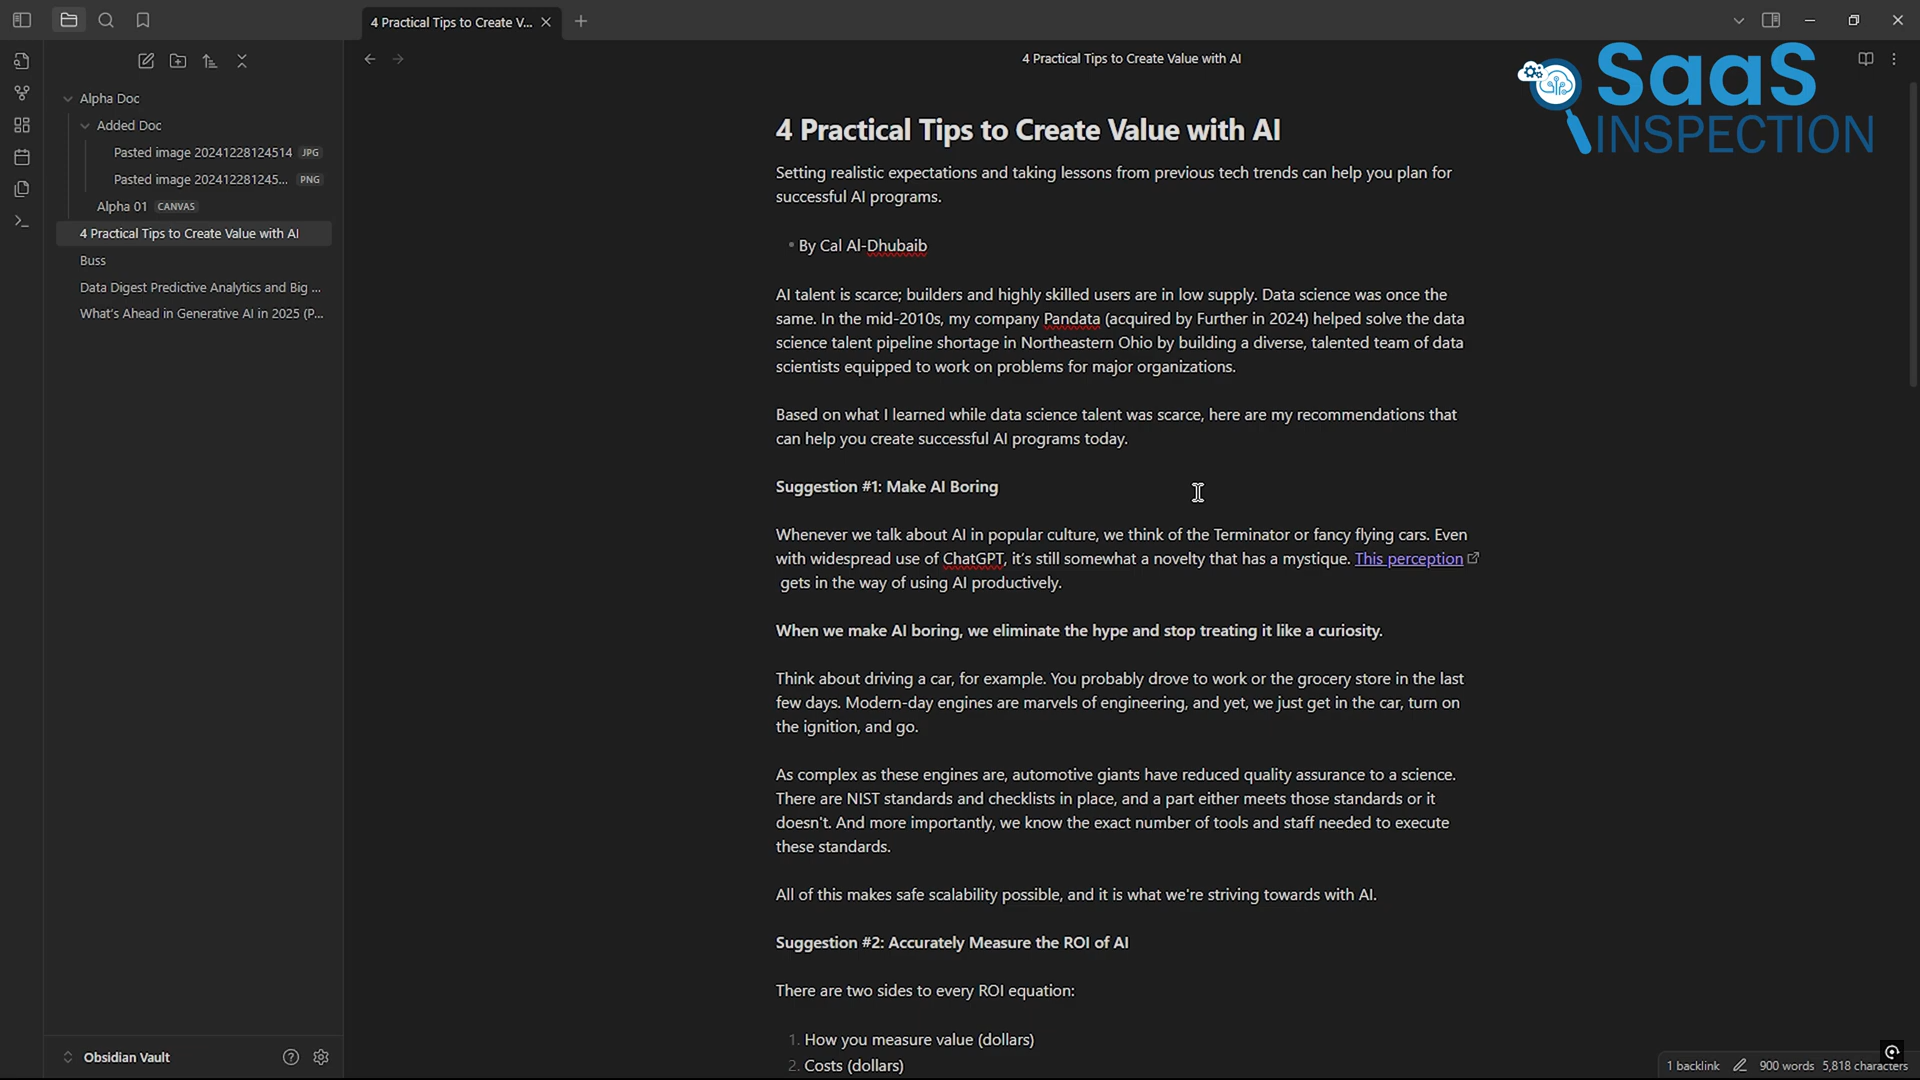 4 Practical Tips to Create V...
4 Practical Tips to Create Value with AI
SaaS
INSPECTION
Alpha Doc
Added Doc
Pasted image 20241228124514 JPG
Pasted image 202412281245... PNG
Alpha 01 CANVAS
4 Practical Tips to Create Value with AI
Buss
Data Digest Predictive Analytics and Big ...
What's Ahead in Generative AI in 2025 (P...
Obsidian Vault
4 Practical Tips to Create Value with AI
Setting realistic expectations and taking lessons from previous tech trends can help you plan for
successful AI programs.
• By Cal Al-Dhubaib
AI talent is scarce; builders and highly skilled users are in low supply. Data science was once the
same. In the mid-2010s, my company Pandata (acquired by Further in 2024) helped solve the data
science talent pipeline shortage in Northeastern Ohio by building a diverse, talented team of data
scientists equipped to work on problems for major organizations.
Based on what I learned while data science talent was scarce, here are my recommendations that
can help you create successful AI programs today.
Suggestion #1: Make AI Boring
Whenever we talk about AI in popular culture, we think of the Terminator or fancy flying cars. Even
with widespread use of ChatGPT, it's still somewhat a novelty that has a mystique. This perception
gets in the way of using AI productively.
When we make AI boring, we eliminate the hype and stop treating it like a curiosity.
Think about driving a car, for example. You probably drove to work or the grocery store in the last
few days. Modern-day engines are marvels of engineering, and yet, we just get in the car, turn on
the ignition, and go.
As complex as these engines are, automotive giants have reduced quality assurance to a science.
There are NIST standards and checklists in place, and a part either meets those standards or it
doesn't. And more importantly, we know the exact number of tools and staff needed to execute
these standards.
All of this makes safe scalability possible, and it is what we're striving towards with AI.
Suggestion #2: Accurately Measure the ROI of AI
There are two sides to every ROI equation:
1. How you measure value (dollars)
2. Costs (dollars)
1 backlink 900 words 5,818 characters